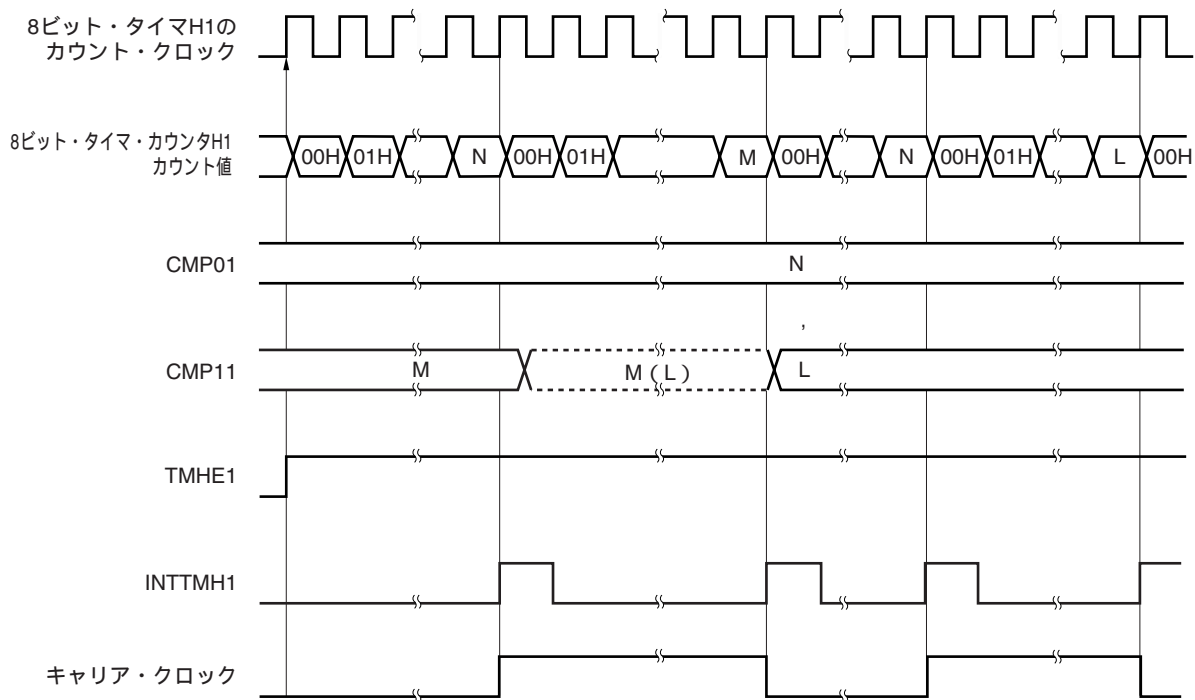 8ビット・タイマH1の
カウント・クロック
8ビット・タイマ・カウンタH1
カウント値
00H 01H N 00H 01H M 00H N 00H 01H L 00H
CMP01
N
,
CMP11
M M(L) L
TMHE1
INTTMH1
キャリア・クロック